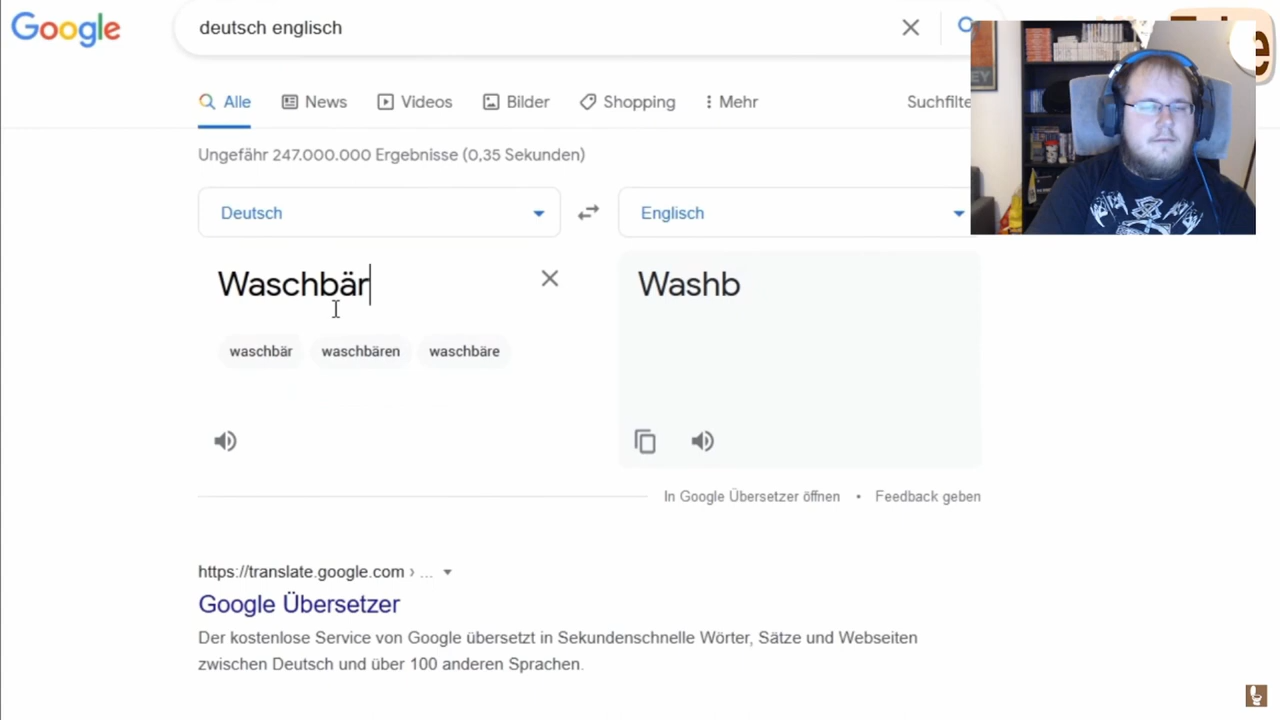 Google
deutsch englisch
Alle
News
Videos
Bilder
Shopping
Mehr
Suchfilte
Ungefähr 247.000.000 Ergebnisse (0,35 Sekunden)
Deutsch
Englisch
Waschbär
Washb
waschbär
waschbären
waschbäre
In Google Übersetzer öffnen • Feedback geben
https://translate.google.com › ...
Google Übersetzer
Der kostenlose Service von Google übersetzt in Sekundenschnelle Wörter, Sätze und Webseiten
zwischen Deutsch und über 100 anderen Sprachen.